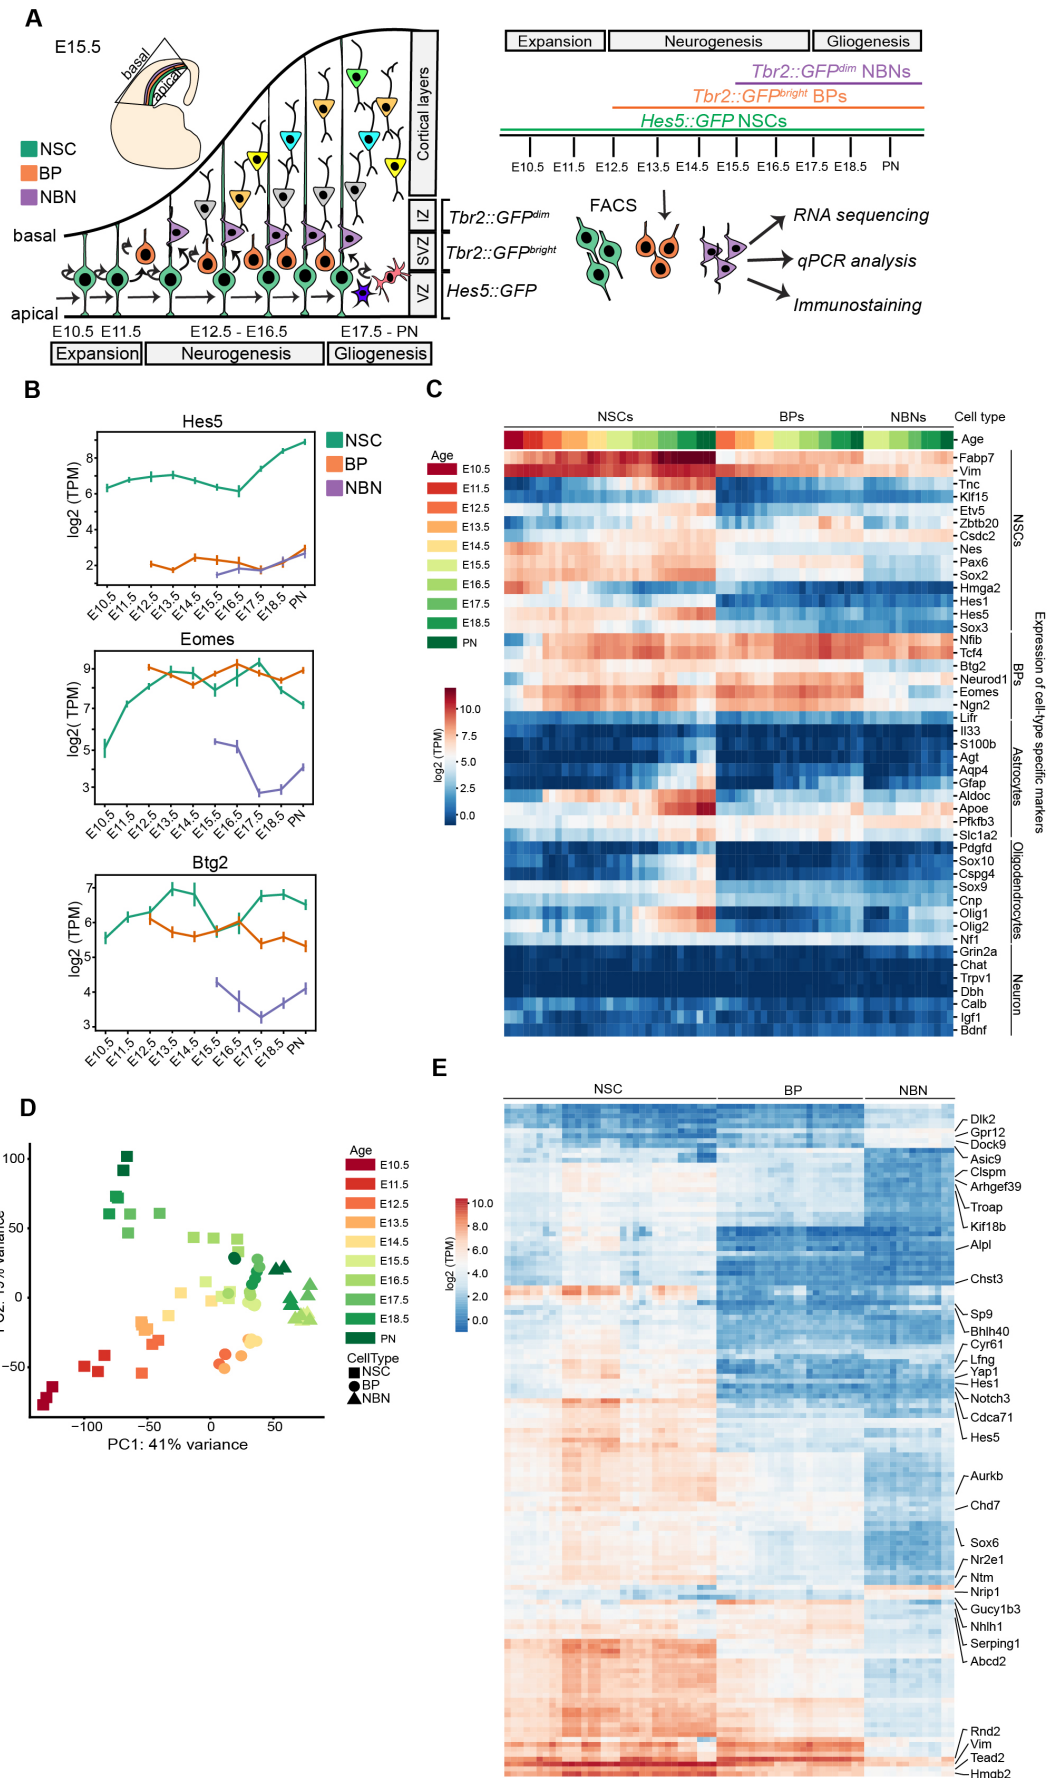 A
E15.5
basal
apical
NSC
BP
NBN
basal
apical
Cortical layers
IZ
SVZ
VZ
Tbr2::GFPdim
Tbr2::GFPbright
Hes5::GFP
E10.5 E11.5
E12.5 - E16.5
E17.5 - PN
Expansion
Neurogenesis
Gliogenesis
Expansion
Neurogenesis
Gliogenesis
Tbr2::GFPdim NBNs
Tbr2::GFPbright BPs
Hes5::GFP NSCs
E10.5 E11.5 E12.5 E13.5 E14.5 E15.5 E16.5 E17.5 E18.5 PN
FACS
RNA sequencing
qPCR analysis
Immunostaining
B
Hes5
log2 (TPM)
8
6
4
2
E10.5 E11.5 E12.5 E13.5 E14.5 E15.5 E16.5 E17.5 E18.5 PN
NSC
BP
NBN
Eomes
log2( TPM)
9
7
5
3
E10.5 E11.5 E12.5 E13.5 E14.5 E15.5 E16.5 E17.5 E18.5 PN
Btg2
log2 (TPM)
7
6
5
4
3
E10.5 E11.5 E12.5 E13.5 E14.5 E15.5 E16.5 E17.5 E18.5 PN
C
NSCs
BPs
NBNs
Cell type
Age
Age
E10.5
E11.5
E12.5
E13.5
E14.5
E15.5
E16.5
E17.5
E18.5
PN
log2 (TPM)
10.0
7.5
5.0
2.5
0.0
Fabp7
Vim
Tnc
Klf15
Etv5
Zbtb20
Csdc2
Nes
Pax6
Sox2
Hmga2
Hes1
Hes5
Sox3
Nfib
Tcf4
Btg2
Neurod1
Eomes
Ngn2
Lifr
Il33
S100b
Agt
Aqp4
Gfap
Aldoc
Apoe
Pfkfb3
Slc1a2
Pdgfd
Sox10
Cspg4
Sox9
Cnp
Olig1
Olig2
Nf1
Grin2a
Chat
Trpv1
Dbh
Calb
Igf1
Bdnf
NSCs
BPs
Astrocytes
Oligodendrocytes
Neuron
Expression of cell-type specific markers
D
100
50
0
−50
−100 −50 0 50
PC1: 41% variance
Age
E10.5
E11.5
E12.5
E13.5
E14.5
E15.5
E16.5
E17.5
E18.5
PN
CellType
NSC
BP
NBN
E
NSC
BP
NBN
log2 (TPM)
10.0
8.0
6.0
4.0
2.0
0.0
Dlk2
Gpr12
Dock9
Asic9
Clspm
Arhgef39
Troap
Kif18b
Alpl
Chst3
Sp9
Bhlh40
Cyr61
Lfng
Yap1
Hes1
Notch3
Cdca71
Hes5
Aurkb
Chd7
Sox6
Nr2e1
Ntm
Nrip1
Gucy1b3
Nhlh1
Serping1
Abcd2
Rnd2
Vim
Tead2
Hmgb2